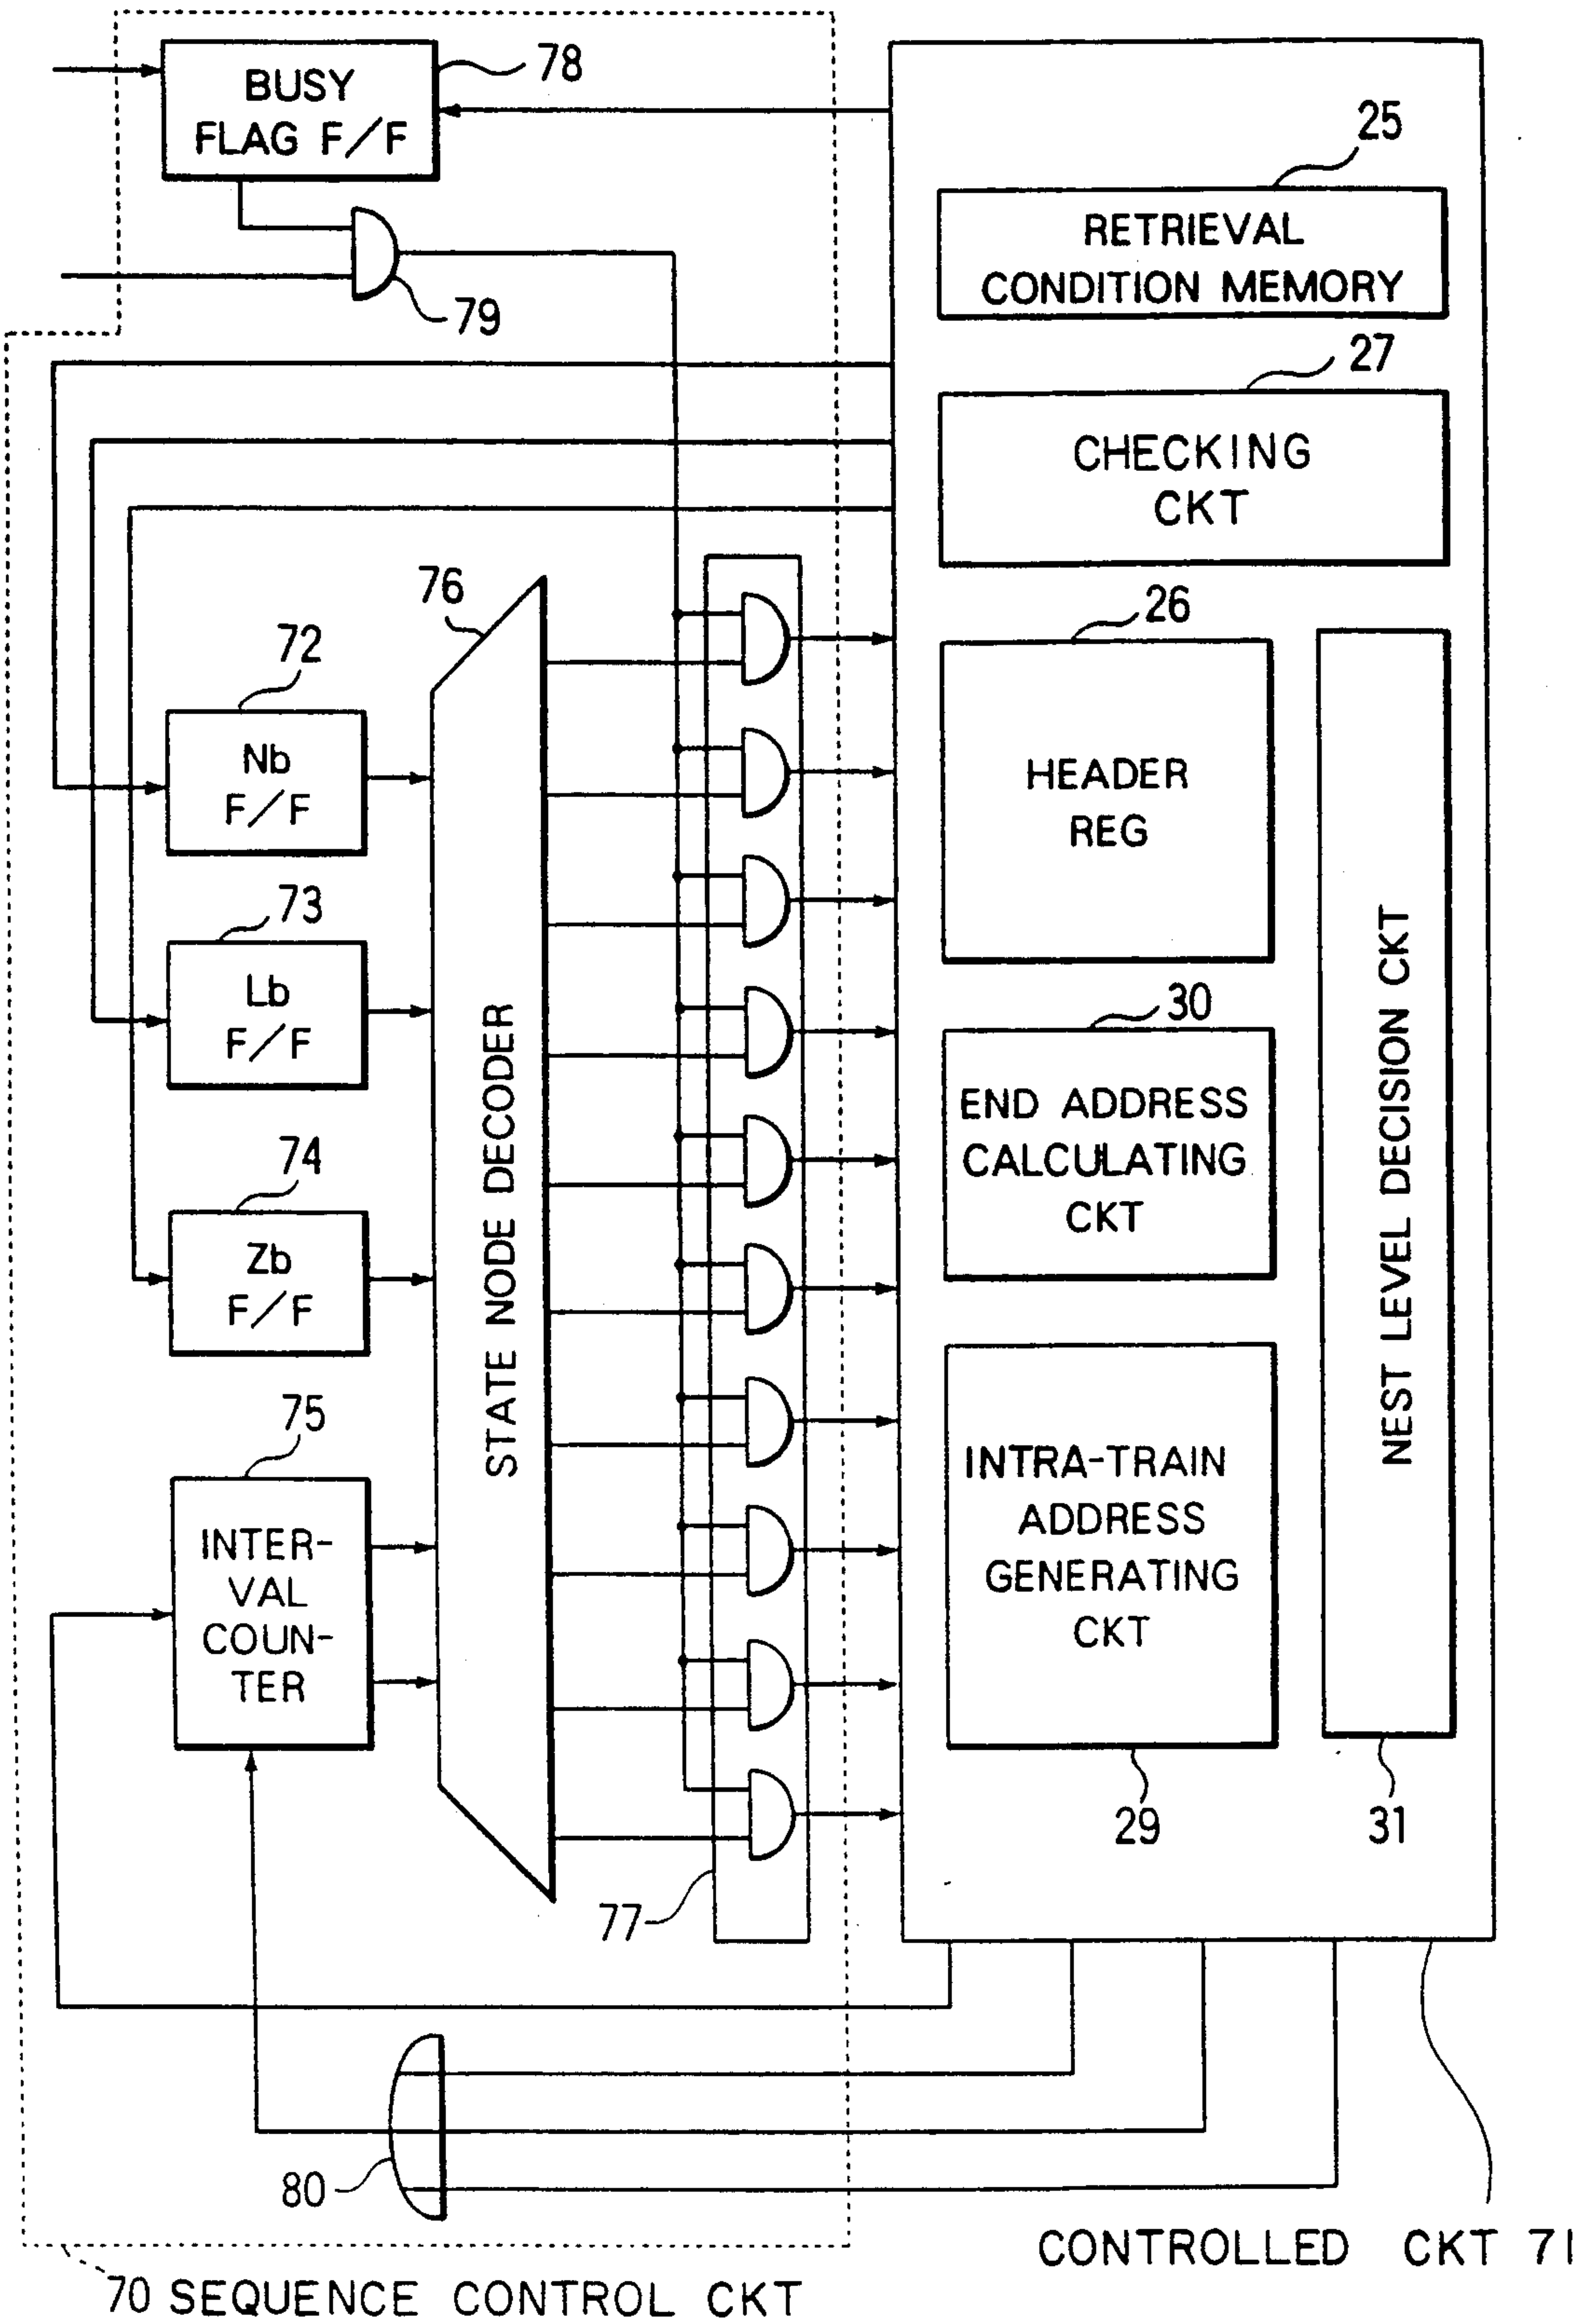 78
BUSY
FLAG F/F
25
RETRIEVAL
CONDITION MEMORY
79
27
CHECKING
CKT
76
26
72
Nb
F/F
HEADER
REG
73
Lb
F/F
STATE NODE DECODER
30
END ADDRESS
CALCULATING
CKT
NEST LEVEL DECISION CKT
74
Zb
F/F
75
INTER-
VAL
COUN-
TER
INTRA-TRAIN
ADDRESS
GENERATING
CKT
29
31
77
80
CONTROLLED CKT 71
70 SEQUENCE CONTROL CKT